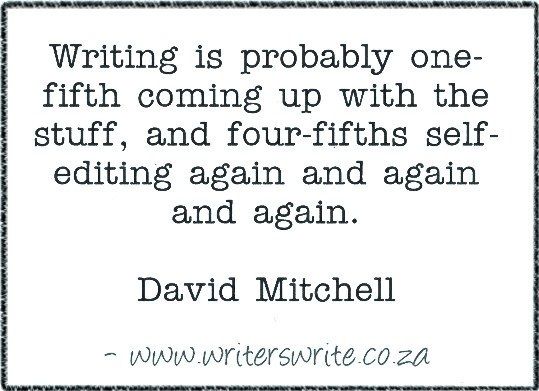 Writing is probably one-
fifth coming up with the
stuff, and four-fifths self-
editing again and again
and again.
David Mitchell
- www.writerswrite.co.za